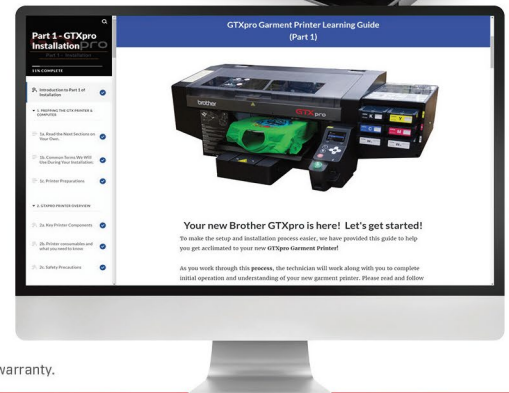 Part 1 - GTXpro
Installation
Part 1 - Installation
51% COMPLETE
Introduction to Part 1 of
Installation
1. PREPPING THE GTX PRINTER &
COMPUTER
1a. Read the Next Sections on
Your Own.
1b. Common Terms We Will
Use During Your Installation.
1c. Printer Preparations
2. GTXPRO PRINTER OVERVIEW
2a. Key Printer Components
2b. Printer consumables and
what you need to know
2c. Safety Precautions
GTXpro Garment Printer Learning Guide
(Part 1)
brother
GTXpro
Your new Brother GTXpro is here! Let's get started!
To make the setup and installation process easier, we have provided this guide to help
you get acclimated to your new GTXpro Garment Printer!
As you work through this process, the technician will work along with you to complete
initial operation and understanding of your new garment printer. Please read and follow
warranty.